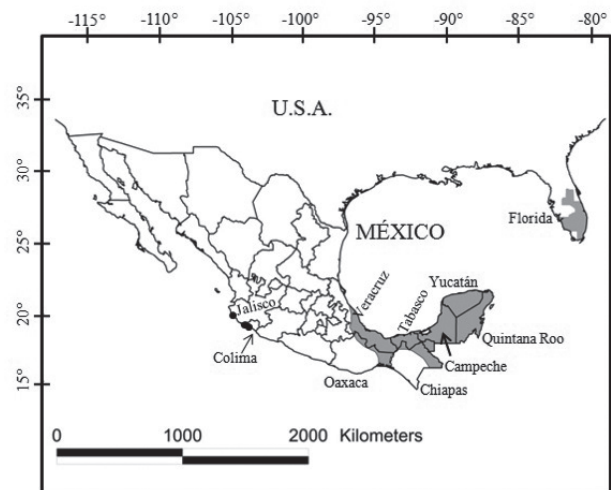 -115° -110° -105° -100° -95° -90° -85° -80°
35°
30°
25°
20°
15°
U.S.A.
MÉXICO
Florida
Veracruz
Tabasco
Yucatán
Jalisco
Colima
Quintana Roo
Campeche
Oaxaca
Chiapas
0 1000 2000 Kilometers